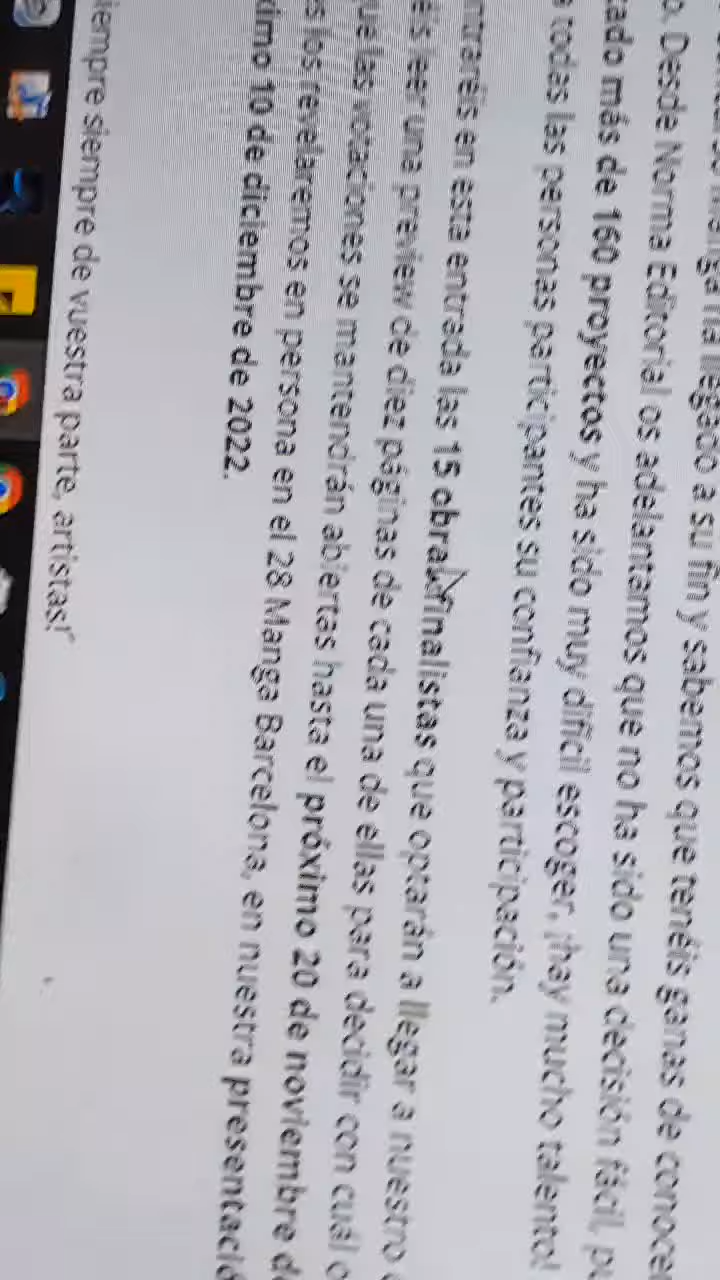 manga ha llegado a su fin y sabemos que tenéis ganas de conoce
o. Desde Norma Editorial os adelantamos que no ha sido una decisión fácil, pu
tado más de 160 proyectos y ha sido muy difícil escoger, ¡hay mucho talento!
todas las personas participantes su confianza y participación.
ntraréis en esta entrada las 15 obras finalistas que optarán a llegar a nuestro
éis leer una preview de diez páginas de cada una de ellas para decidir con cuál o
ue las votaciones se mantendrán abiertas hasta el próximo 20 de noviembre d
s los revelaremos en persona en el 28 Manga Barcelona, en nuestra presentació
ximo 10 de diciembre de 2022.
iempre siempre de vuestra parte, artistas!"